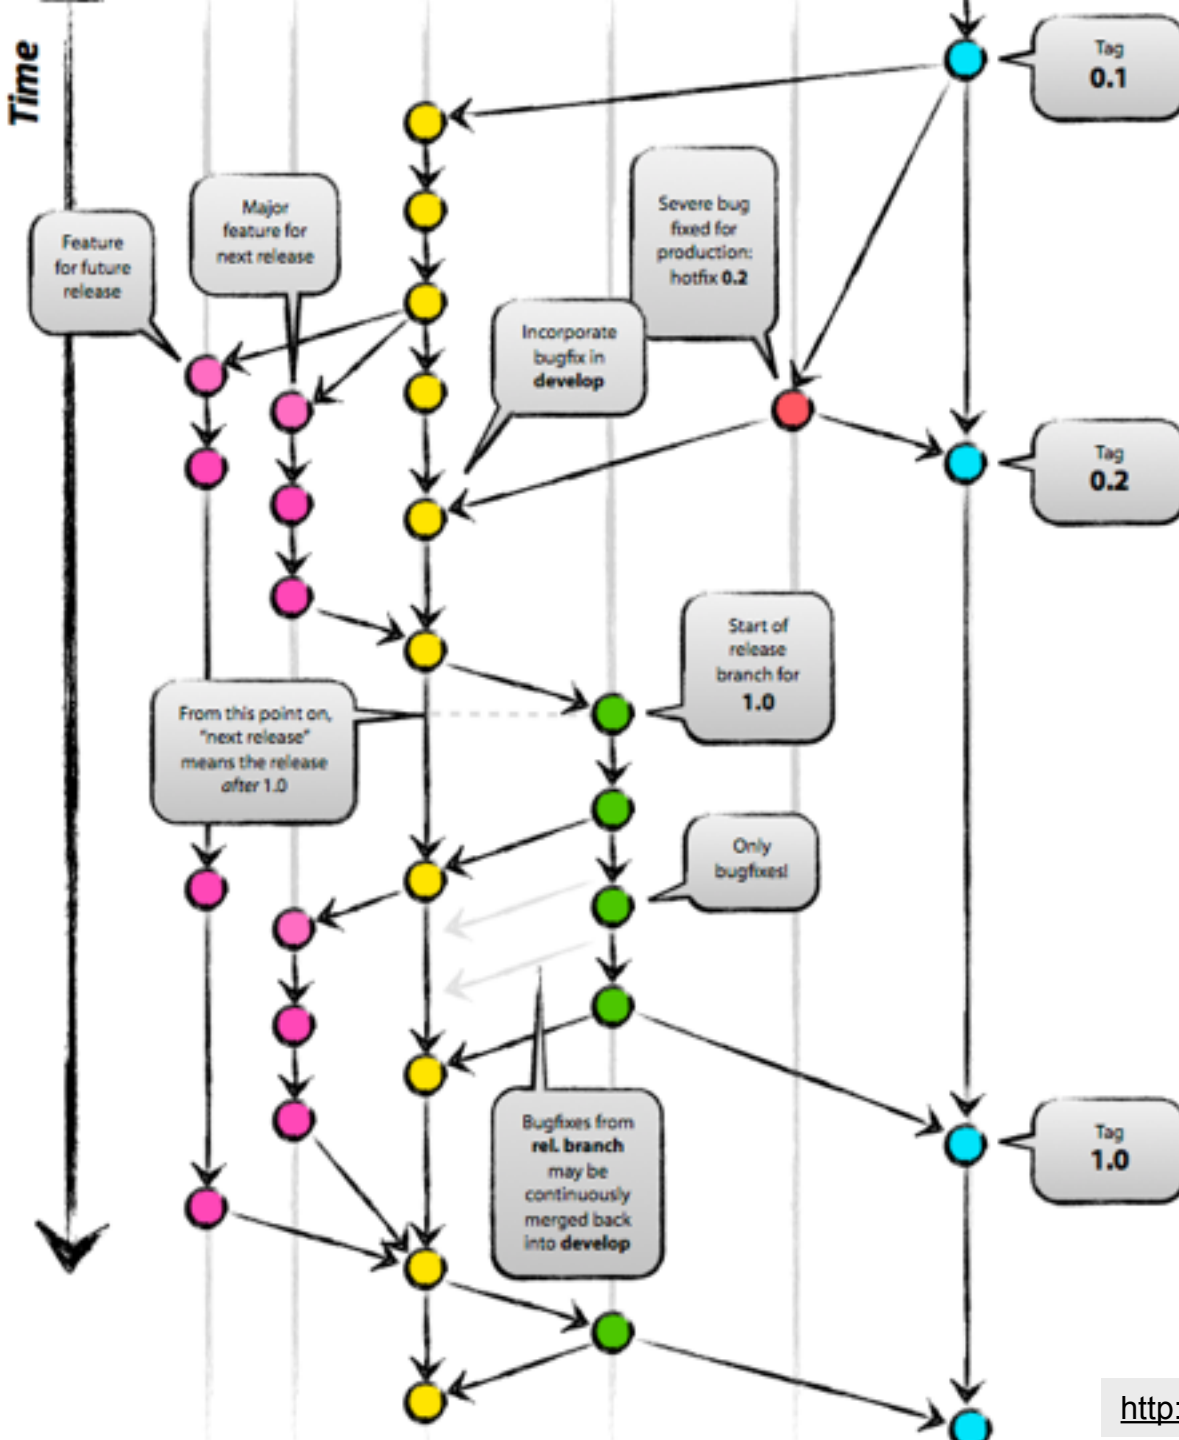 Time
Tag
0.1
Major
feature for
next release
Severe bug
fixed for
production:
hotfix 0.2
Feature
for future
release
Incorporate
bugfix in
develop
Tag
0.2
Start of
release
branch for
1.0
From this point on,
"next release"
means the release
after 1.0
Only
bugfixes!
Bugfixes from
rel. branch
may be
continuously
merged back
into develop
Tag
1.0
http: